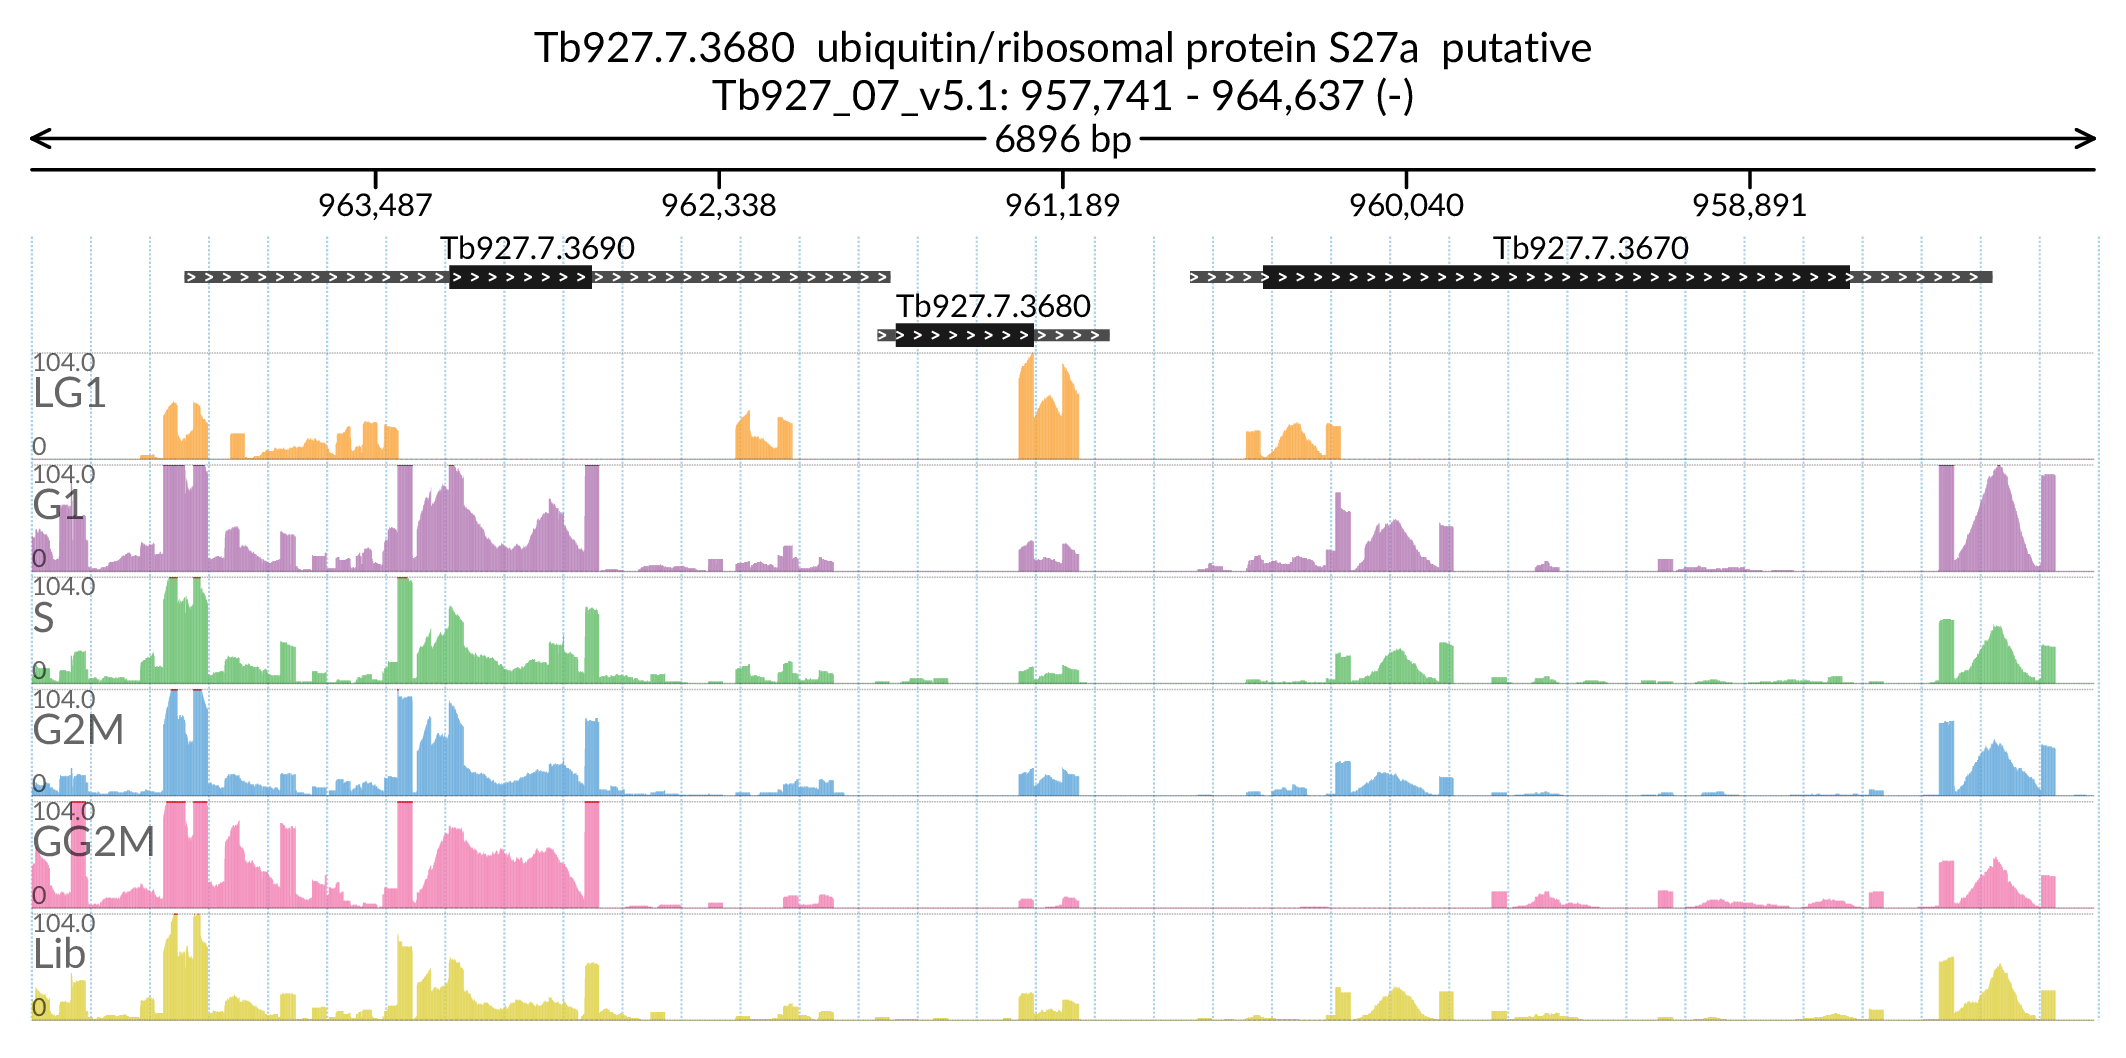 Tb927.7.3680  ubiquitin/ribosomal protein S27a  putative
Tb927_07_v5.1: 957,741 - 964,637 (-)
6896 bp
963,487 962,338 961,189 960,040 958,891
Tb927.7.3690 Tb927.7.3670
Tb927.7.3680
104.0
LG1
0
104.0
G1
0
104.0
S
0
104.0
G2M
0
104.0
GG2M
0
104.0
Lib
0